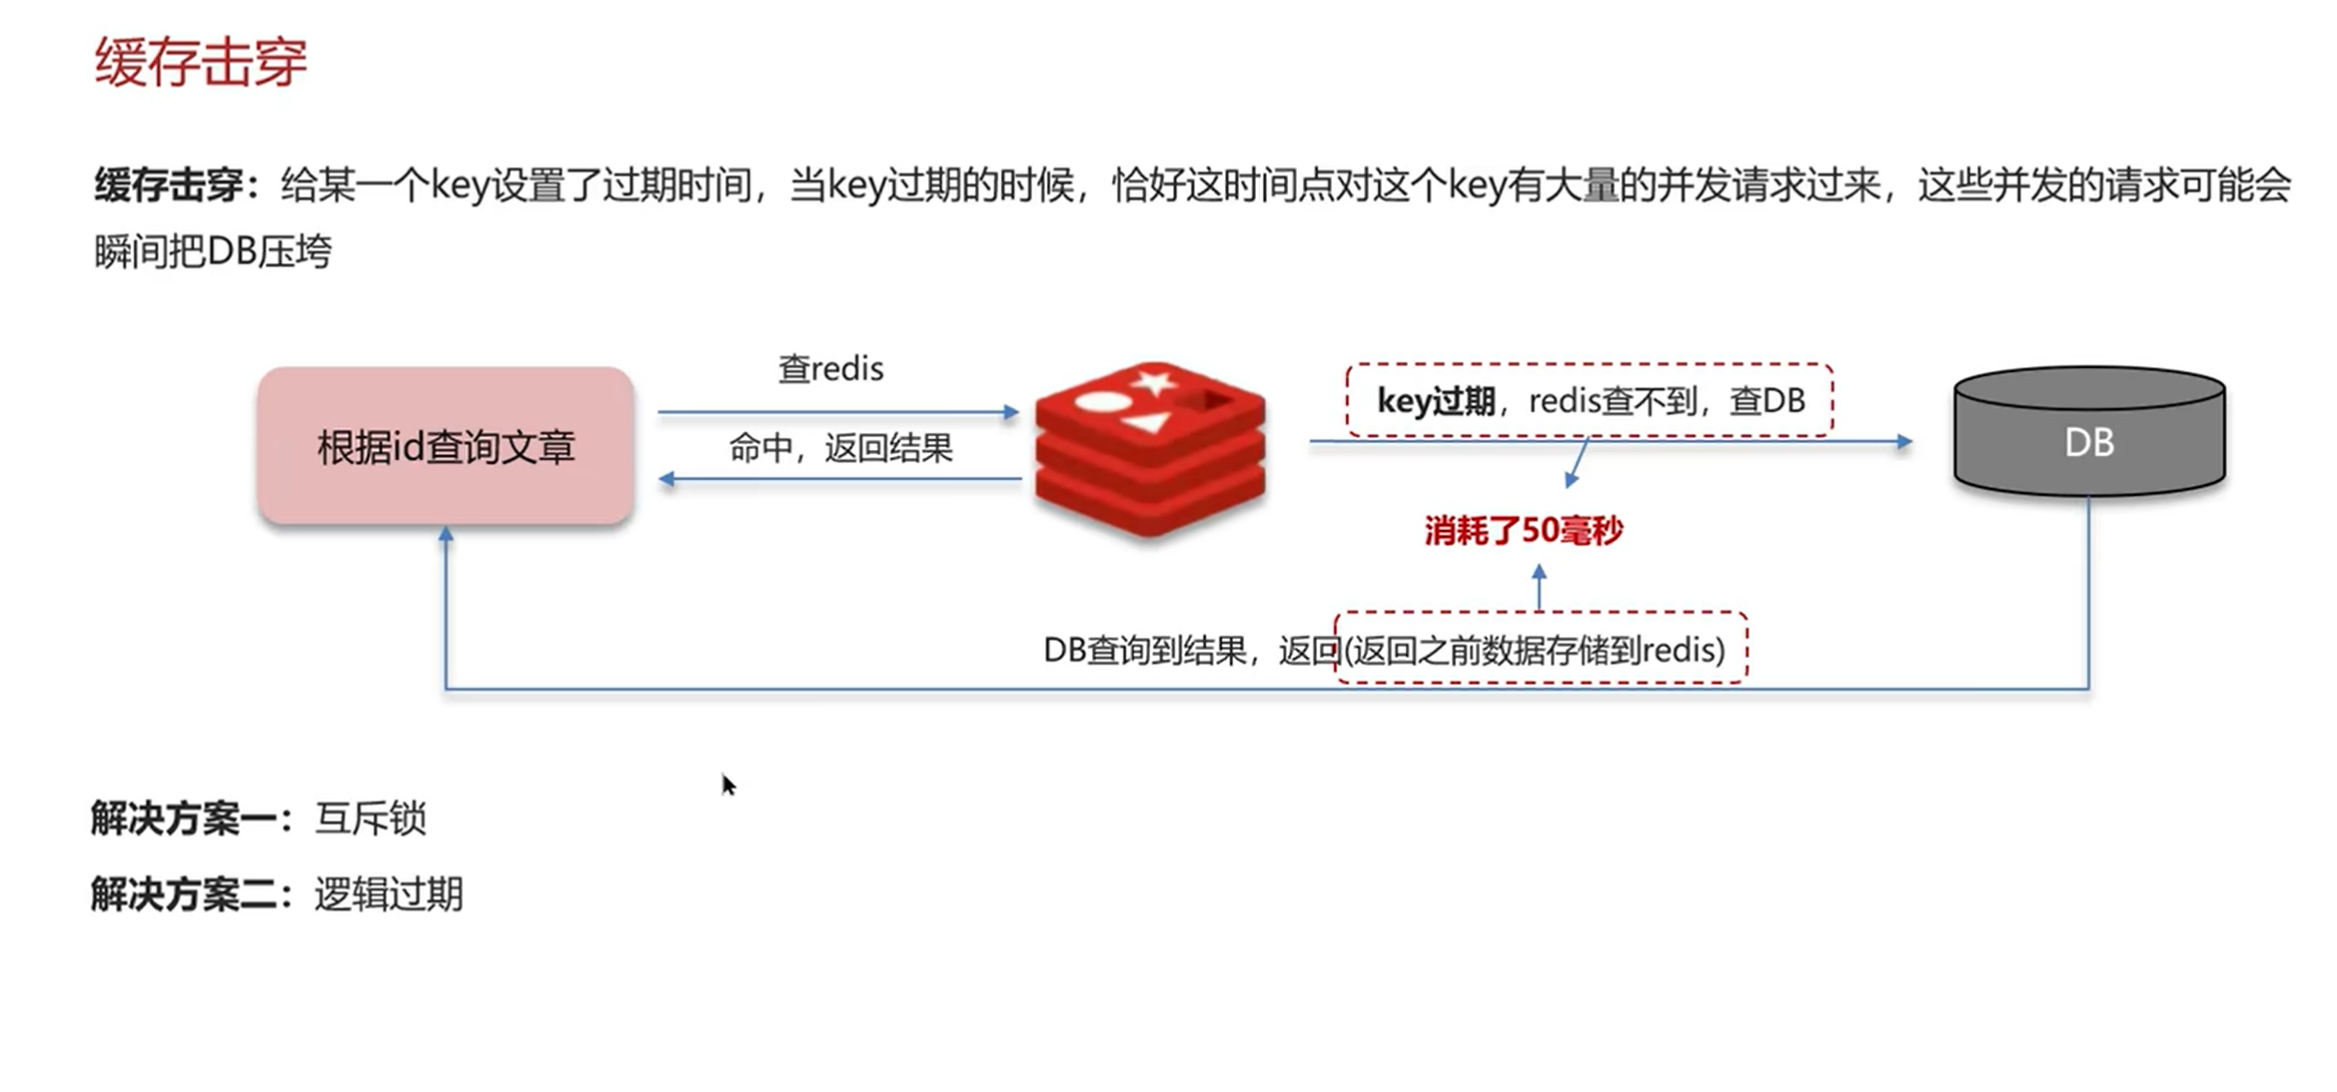 缓存击穿
缓存击穿：给某一个key设置了过期时间，当key过期的时候，恰好这时间点对这个key有大量的并发请求过来，这些并发的请求可能会
瞬间把DB压垮
查redis
key过期，redis查不到，查DB
根据id查询文章
命中，返回结果
DB
消耗了50毫秒
DB查询到结果，返回(返回之前数据存储到redis)
解决方案一：互斥锁
解决方案二：逻辑过期